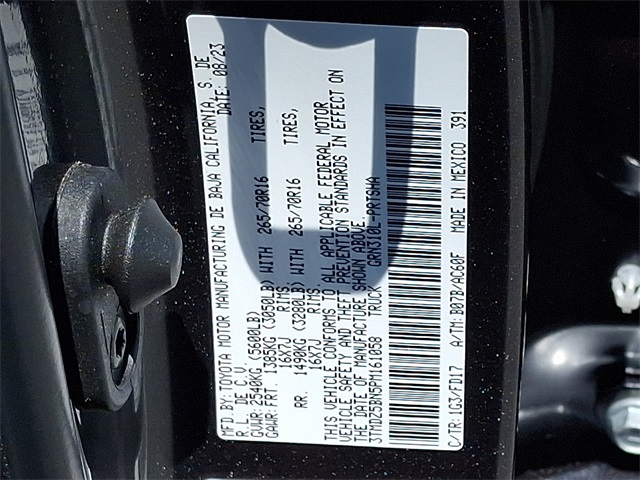 MFD.BY: TOYOTA MOTOR MANUFACTURING DE BAJA CALIFORNIA, S. DE
R. L. DE C.V. DATE: 08/23
GVWR: 2540KG (5600LB)
GAWR: FRT. 1385KG (3050LB) WITH 265/70R16 TIRES,
16X7J RIMS.
RR. 1490KG (3280LB) WITH 265/70R16 TIRES,
16X7J RIMS.
THIS VEHICLE CONFORMS TO ALL APPLICABLE FEDERAL MOTOR
VEHICLE SAFETY AND THEFT PREVENTION STANDARDS IN EFFECT ON
THE DATE OF MANUFACTURE SHOWN ABOVE.
3TMDZ5BN5PM161058 TRUCK GRN310L-PRTSHA
C/TR: 1G3/FD17 A/TM: B07B/AC60F MADE IN MEXICO 391